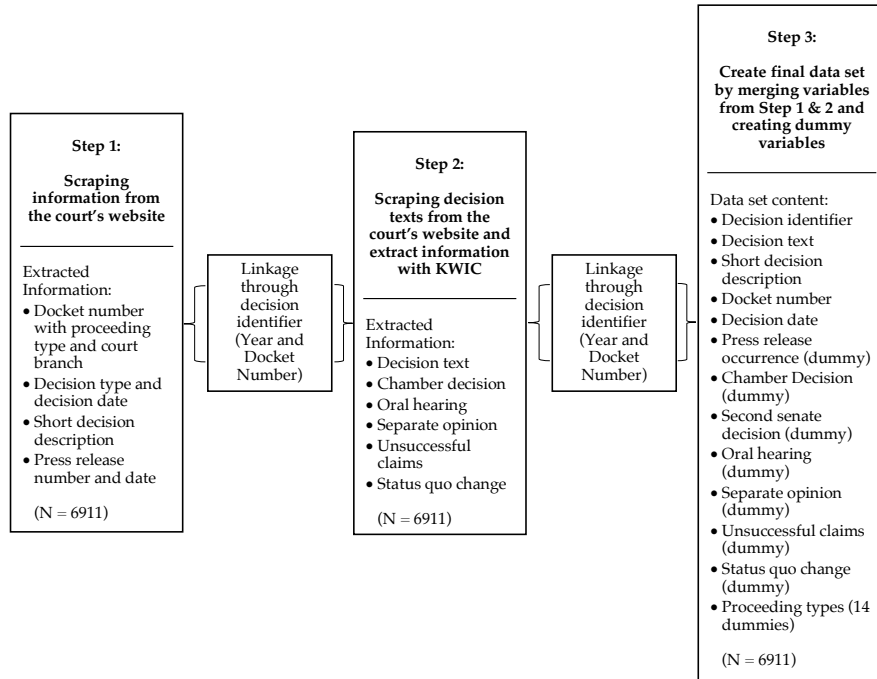 Step 1:
Scraping
information from
the court's website
Extracted
Information:
• Docket number
with proceeding
type and court
branch
• Decision type and
decision date
• Short decision
description
• Press release
number and date
(N = 6911)
Linkage
through
decision
identifier
(Year and
Docket
Number)
Step 2:
Scraping decision
texts from the
court's website and
extract information
with KWIC
Extracted
Information:
• Decision text
• Chamber decision
• Oral hearing
• Separate opinion
• Unsuccessful
claims
• Status quo change
(N = 6911)
Linkage
through
decision
identifier
(Year and
Docket
Number)
Step 3:
Create final data set
by merging variables
from Step 1 & 2 and
creating dummy
variables
Data set content:
• Decision identifier
• Decision text
• Short decision
description
• Docket number
• Decision date
• Press release
occurrence (dummy)
• Chamber Decision
(dummy)
• Second senate
decision (dummy)
• Oral hearing
(dummy)
• Separate opinion
(dummy)
• Unsuccessful claims
(dummy)
• Status quo change
(dummy)
• Proceeding types (14
dummies)
(N = 6911)